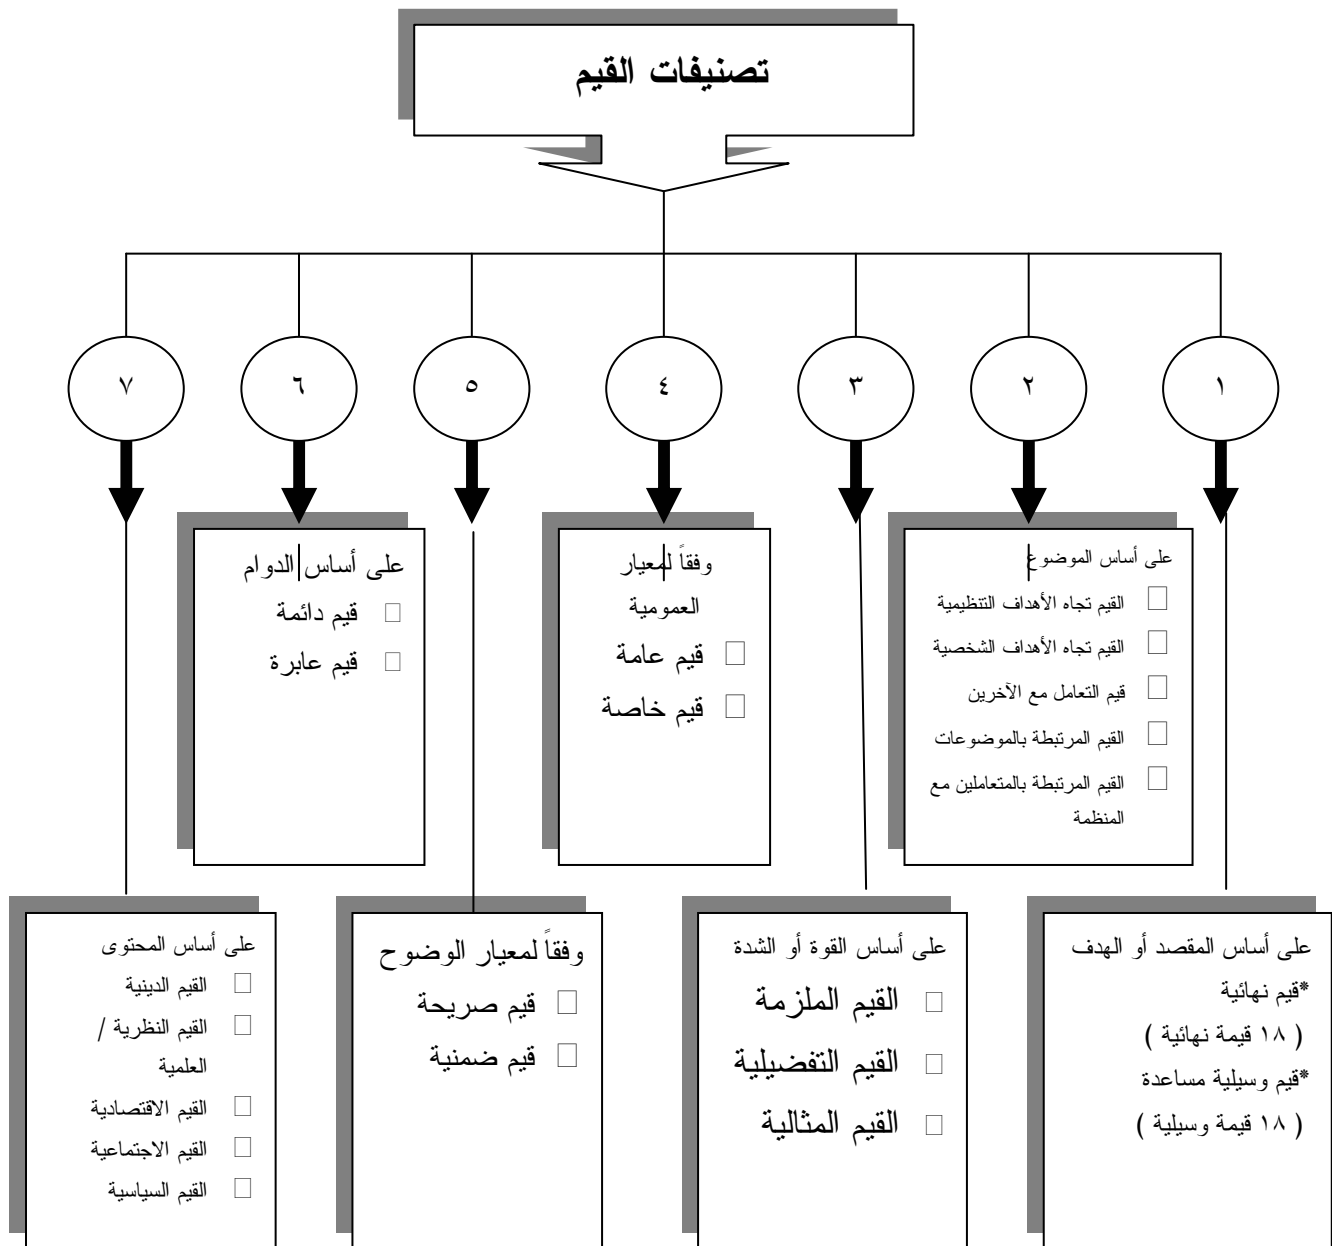 تصنيفات القيم
١
٢
٣
٤
٥
٦
٧
على أساس الموضوع
القيم تجاه الأهداف التنظيمية
القيم تجاه الأهداف الشخصية
قيم التعامل مع الآخرين
القيم المرتبطة بالموضوعات
القيم المرتبطة بالمتعاملين مع
المنظمة
وفقاً لمعيار
العمومية
قيم عامة
قيم خاصة
على أساس الدوام
قيم دائمة
قيم عابرة
على أساس المقصد أو الهدف
*قيم نهائية
( ١٨ قيمة نهائية )
*قيم وسيلية مساعدة
( ١٨ قيمة وسيلية )
على أساس القوة أو الشدة
القيم الملزمة
القيم التفضيلية
القيم المثالية
وفقاً لمعيار الوضوح
قيم صريحة
قيم ضمنية
على أساس المحتوى
القيم الدينية
القيم النظرية /
العلمية
القيم الاقتصادية
القيم الاجتماعية
القيم السياسية